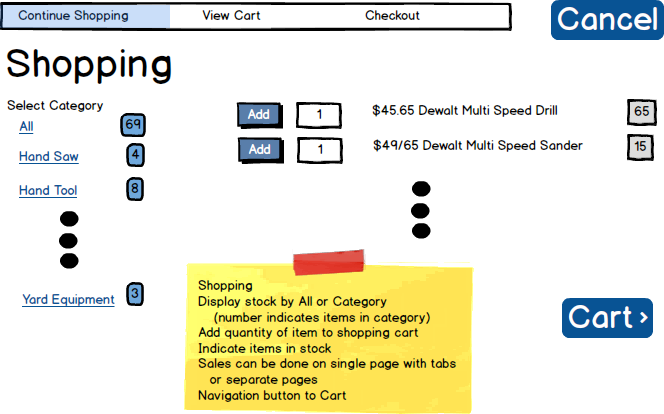 Continue Shopping
View Cart
Checkout
Cancel
Shopping
Select Category
All
69
Add
1
$45.65 Dewalt Multi Speed Drill
65
Hand Saw
4
Add
1
$49/65 Dewalt Multi Speed Sander
15
Hand Tool
8
Yard Equipment
3
Shopping
Display stock by All or Category
(number indicates items in category)
Add quantity of item to shopping cart
Indicate items in stock
Sales can be done on single page with tabs
or separate pages
Navigation button to Cart
Cart ›